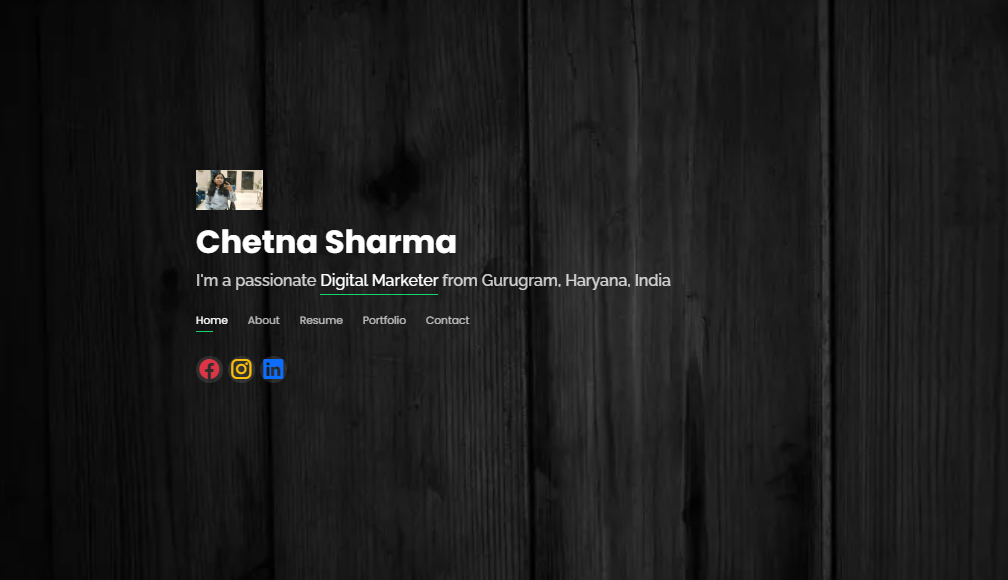 Chetna Sharma
I'm a passionate Digital Marketer from Gurugram, Haryana, India
Home About Resume Portfolio Contact